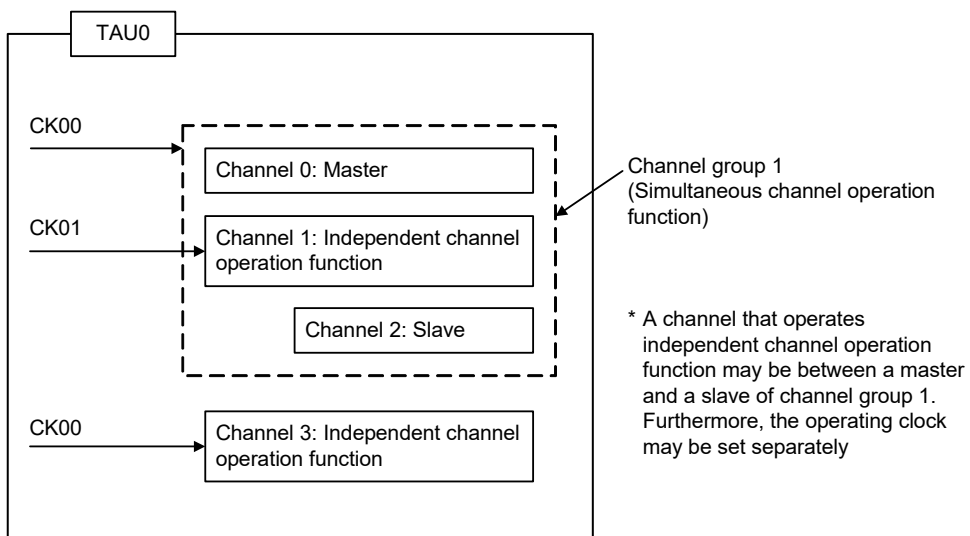 TAU0
CK00
Channel 0: Master
Channel group 1
(Simultaneous channel operation
function)
CK01
Channel 1: Independent channel
operation function
Channel 2: Slave
* A channel that operates
independent channel operation
function may be between a master
and a slave of channel group 1.
Furthermore, the operating clock
may be set separately
CK00
Channel 3: Independent channel
operation function